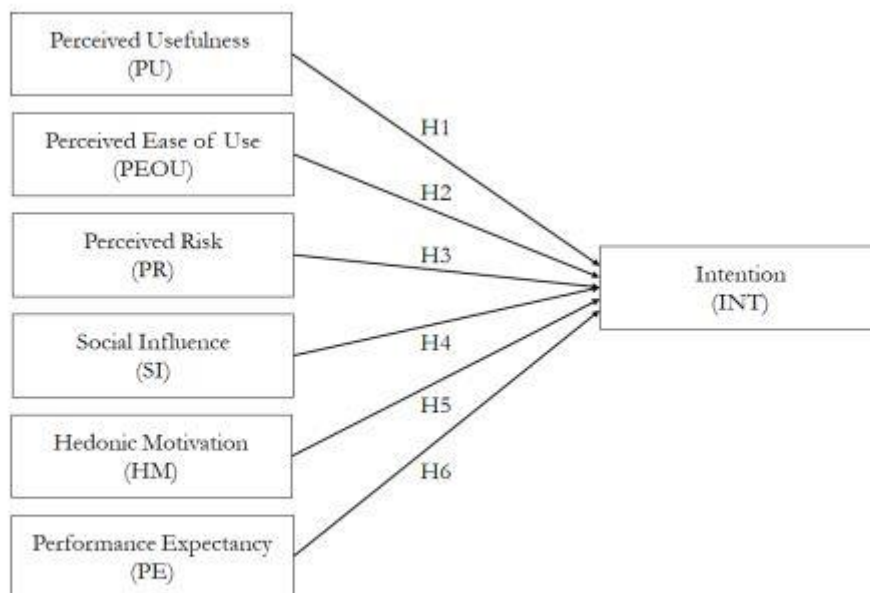 Perceived Usefulness
(PU)
H1
Perceived Ease of Use
(PEOU)
H2
Perceived Risk
(PR)
H3
Intention
(INT)
Social Influence
(SI)
H4
Hedonic Motivation
(HM)
H5
H6
Performance Expectancy
(PE)